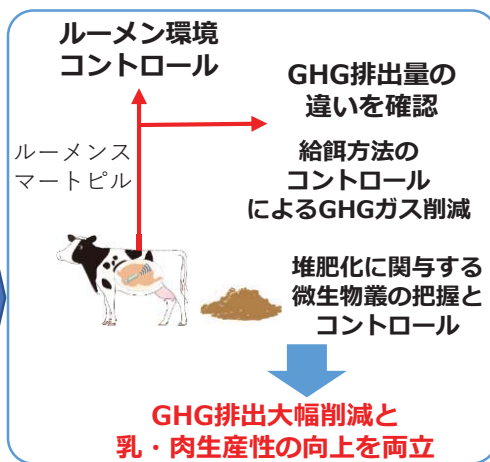 ルーメン環境
コントロール
GHG排出量の
違いを確認
ルーメンス
マートピル
給餌方法の
コントロール
によるGHGガス削減
堆肥化に関与する
微生物叢の把握と
コントロール
GHG排出大幅削減と
乳・肉生産性の向上を両立